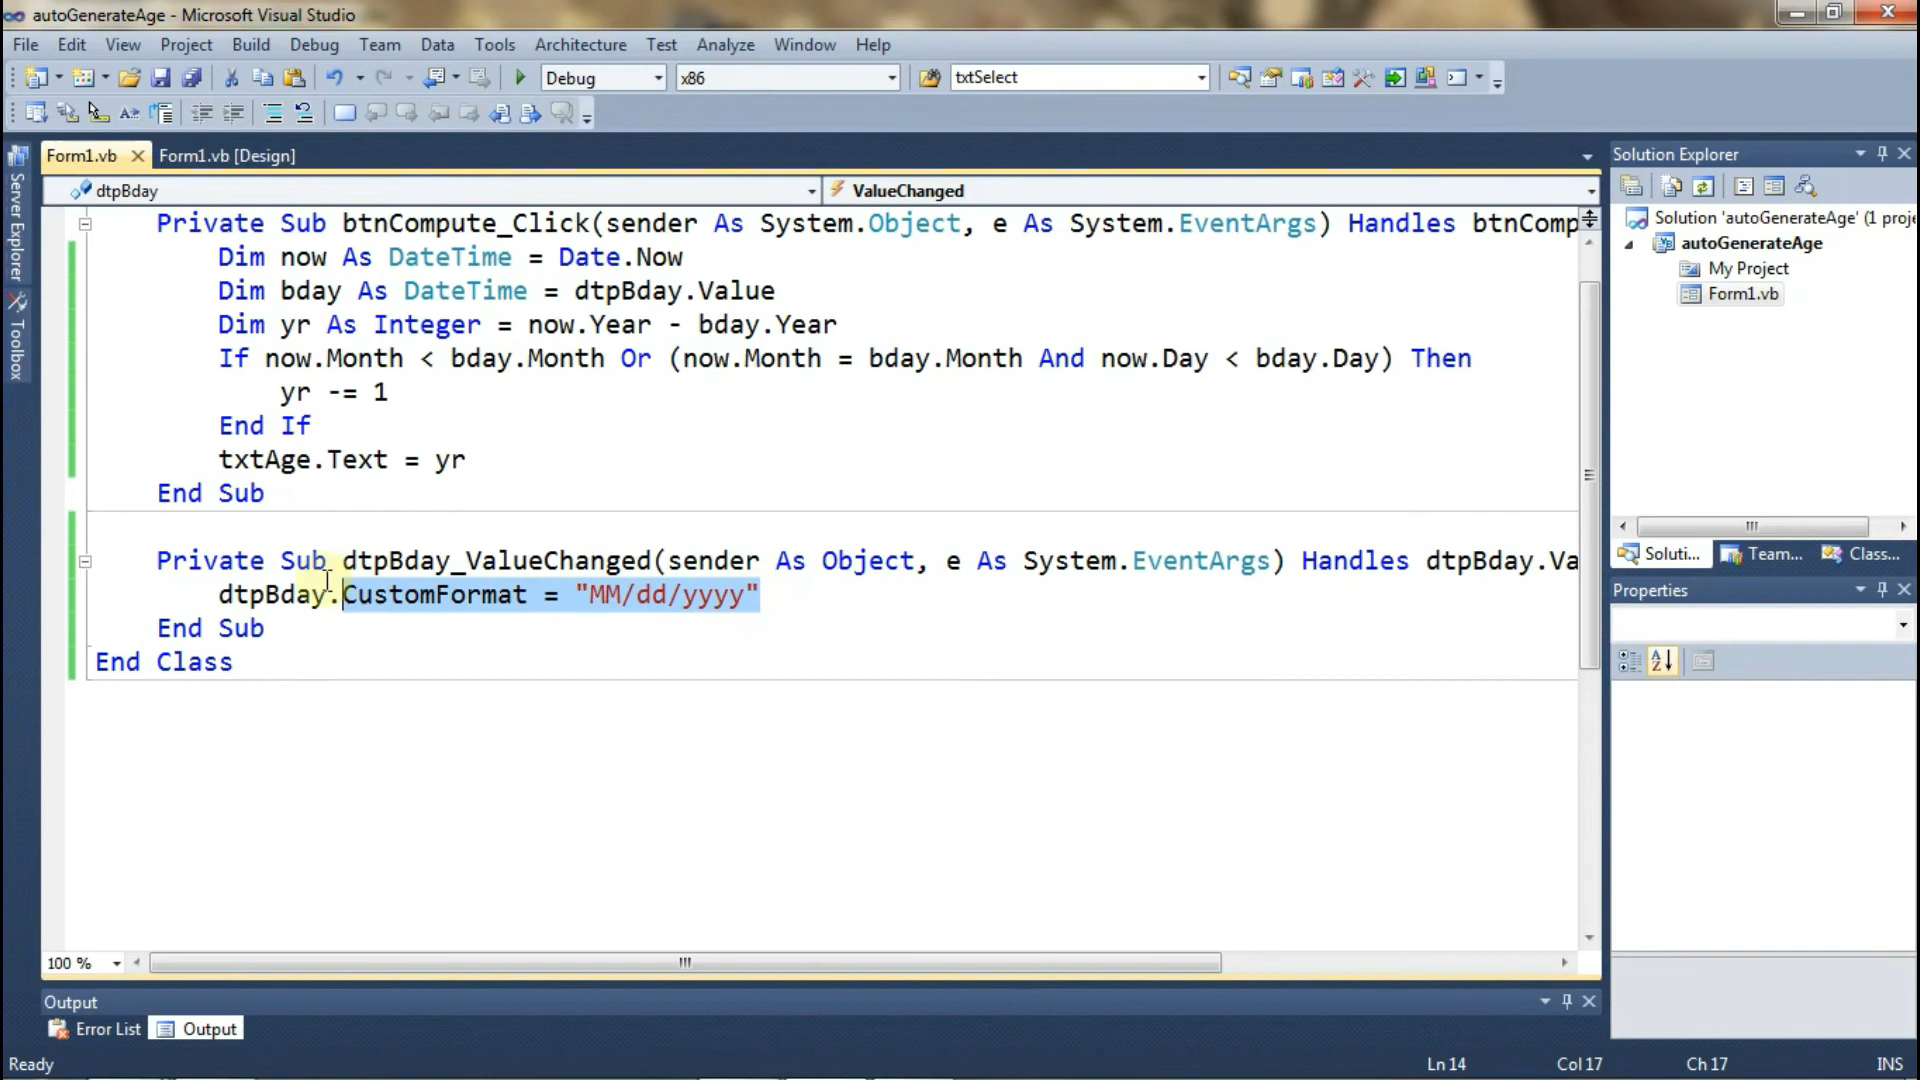 autoGenerateAge - Microsoft Visual Studio
File Edit View Project Build Debug Team Data Tools Architecture Test Analyze Window Help
Debug x86 txtSelect
Form1.vb Form1.vb [Design]
dtpBday ValueChanged
Private Sub btnCompute_Click(sender As System.Object, e As System.EventArgs) Handles btnComp
Dim now As DateTime = Date.Now
Dim bday As DateTime = dtpBday.Value
Dim yr As Integer = now.Year - bday.Year
If now.Month < bday.Month Or (now.Month = bday.Month And now.Day < bday.Day) Then
yr -= 1
End If
txtAge.Text = yr
End Sub
Private Sub dtpBday_ValueChanged(sender As Object, e As System.EventArgs) Handles dtpBday.Va
dtpBday.CustomFormat = "MM/dd/yyyy"
End Sub
End Class
100 %
Server Explorer
Toolbox
Solution Explorer
Solution 'autoGenerateAge' (1 proje
autoGenerateAge
My Project
Form1.vb
Soluti... Team... Class...
Properties
Output
Error List Output
Ready Ln 14 Col 17 Ch 17 INS